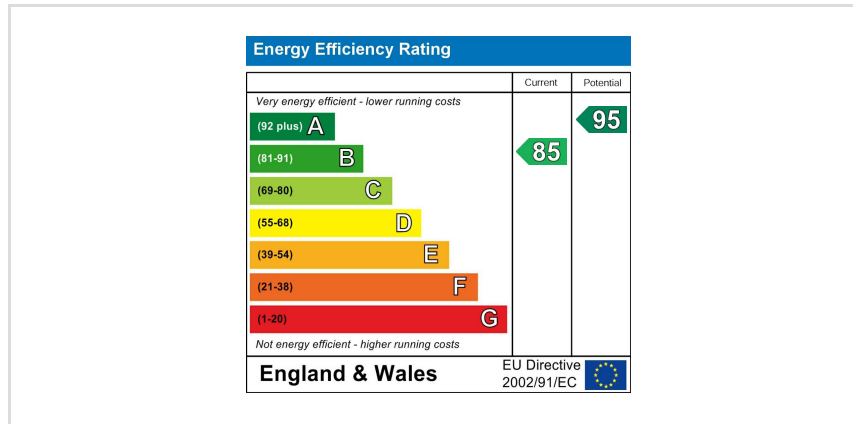 Energy Efficiency Rating
Current Potential
Very energy efficient - lower running costs
(92 plus) A
95
(81-91) B
85
(69-80) C
(55-68) D
(39-54) E
(21-38) F
(1-20) G
Not energy efficient - higher running costs
England & Wales
EU Directive
2002/91/EC